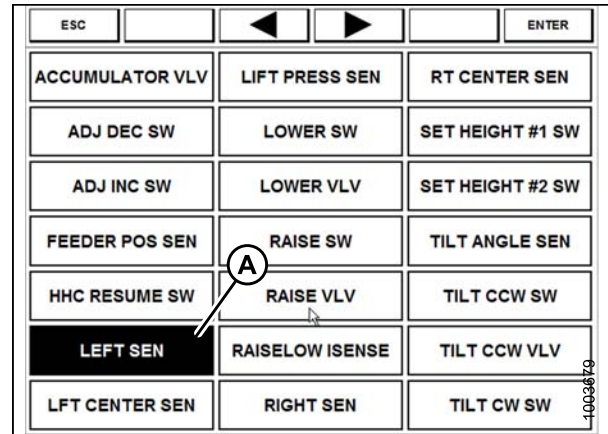 ESC ENTER
ACCUMULATOR VLV LIFT PRESS SEN RT CENTER SEN
ADJ DEC SW LOWER SW SET HEIGHT #1 SW
ADJ INC SW LOWER VLV SET HEIGHT #2 SW
FEEDER POS SEN RAISE SW TILT ANGLE SEN
A
HHC RESUME SW RAISE VLV TILT CCW SW
LEFT SEN RAISELOW ISENSE TILT CCW VLV
LFT CENTER SEN RIGHT SEN TILT CW SW
1003679